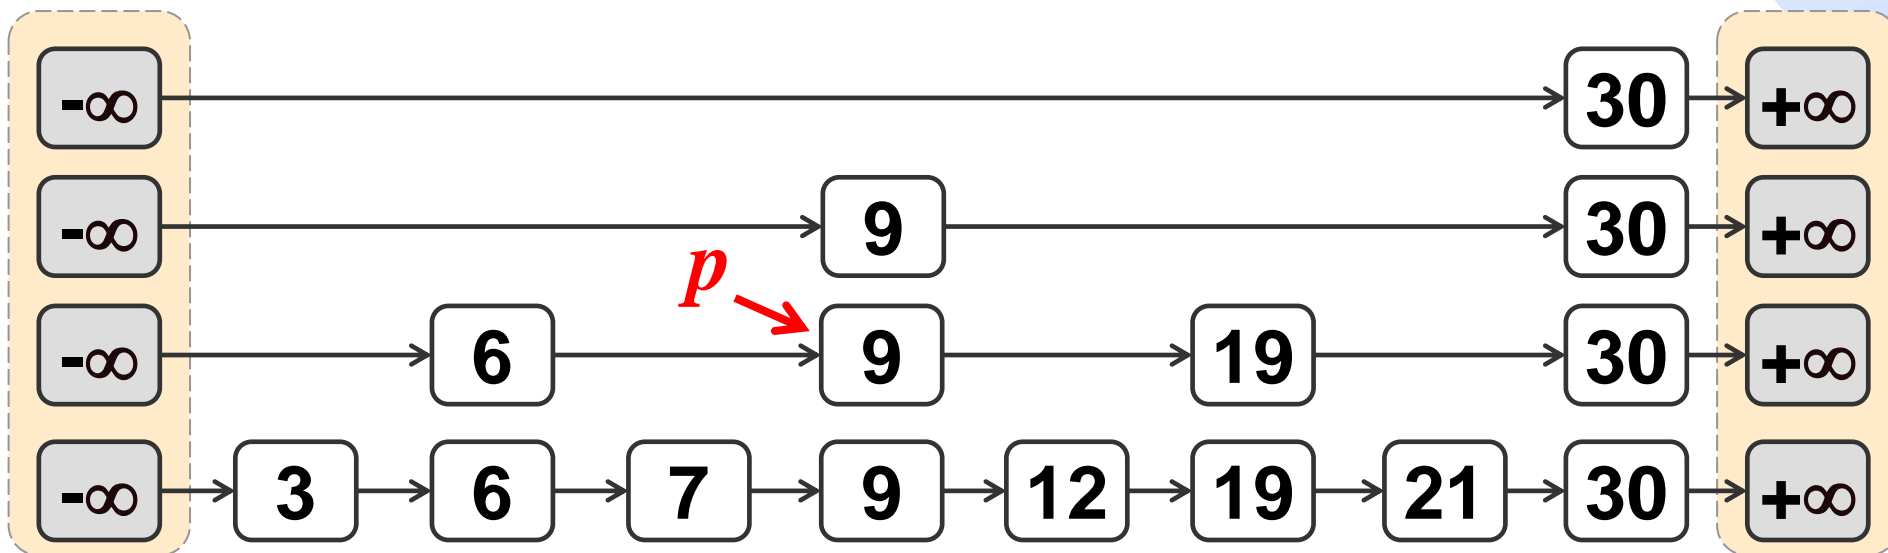 -∞ 30 +∞
-∞ 9 30 +∞
p
-∞ 6 9 19 30 +∞
-∞ 3 6 7 9 12 19 21 30 +∞